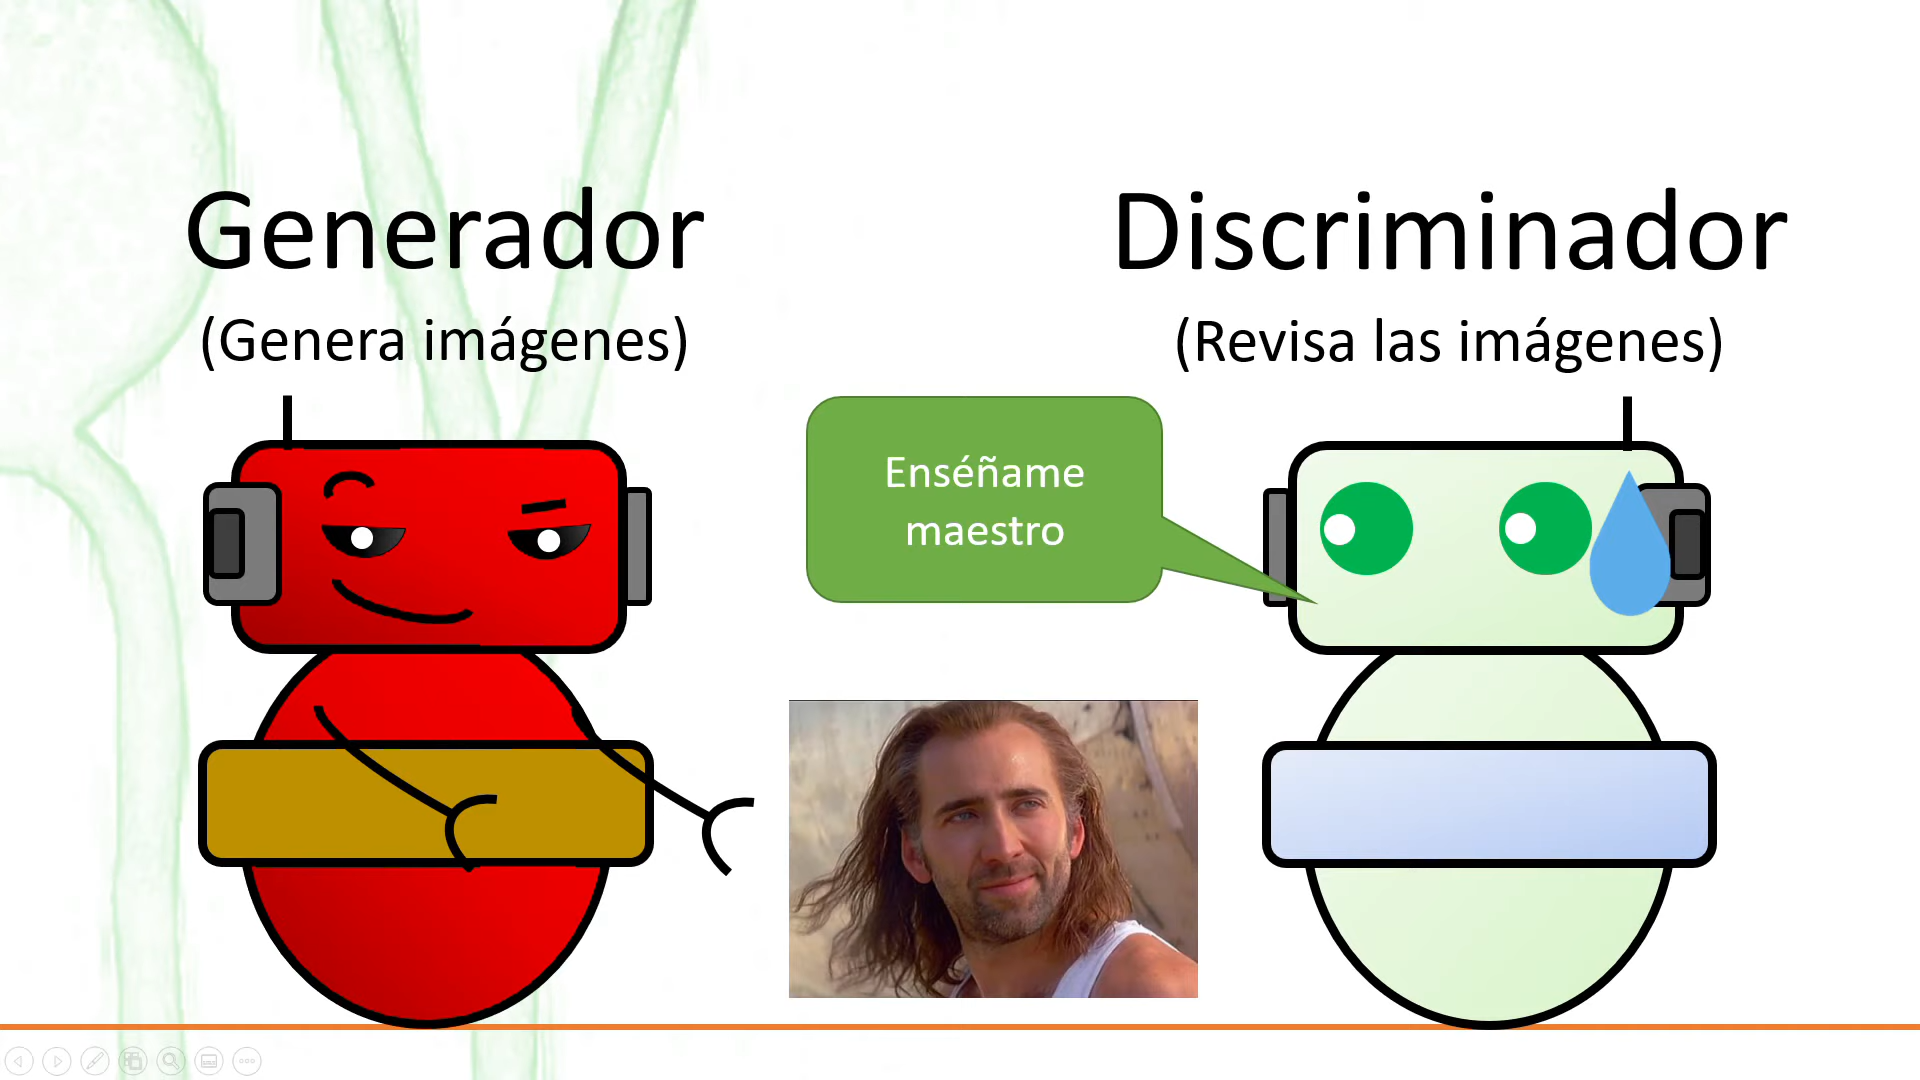 Generador
(Genera imágenes)
Discriminador
(Revisa las imágenes)
Enséñame
maestro